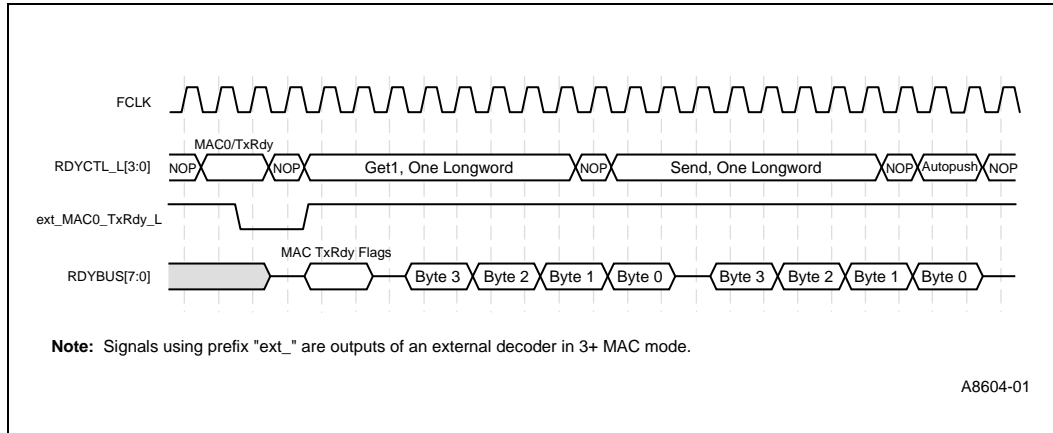 FCLK
MAC0/TxRdy
RDYCTL_L[3:0] NOP NOP Get1, One Longword NOP Send, One Longword NOP Autopush NOP
ext_MAC0_TxRdy_L
MAC TxRdy Flags
RDYBUS[7:0] Byte 3 Byte 2 Byte 1 Byte 0 Byte 3 Byte 2 Byte 1 Byte 0
Note: Signals using prefix "ext_" are outputs of an external decoder in 3+ MAC mode.
A8604-01